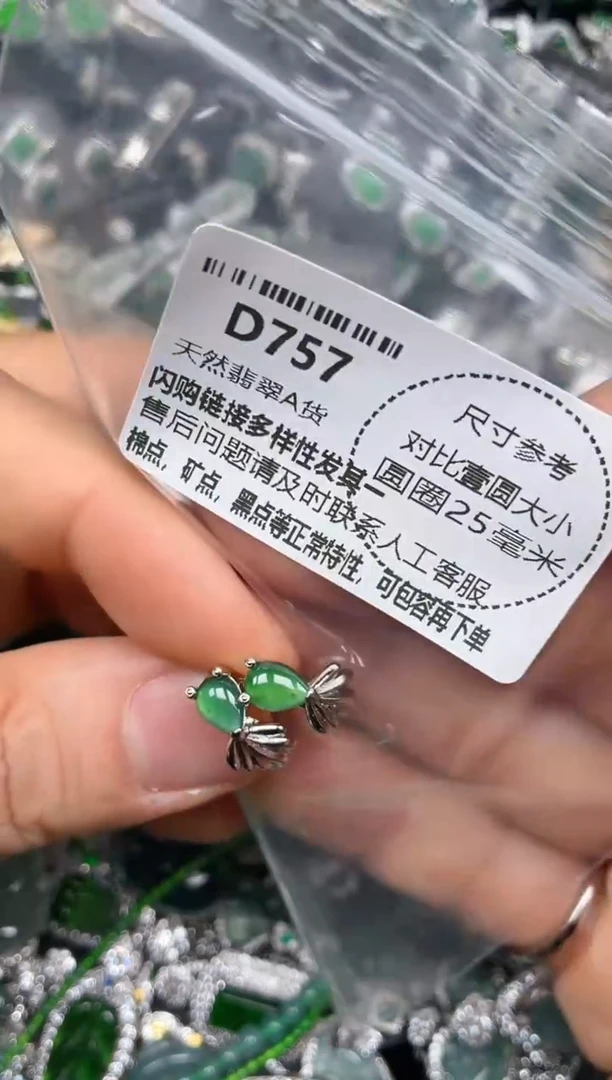 D757
天然翡翠A货
闪购链接多样性发其一
售后问题请及时联系人工客服
棉点，矿点，黑点等正常特性，可包容再下单
尺寸参考
对比壹圆大小
圆圈25毫米